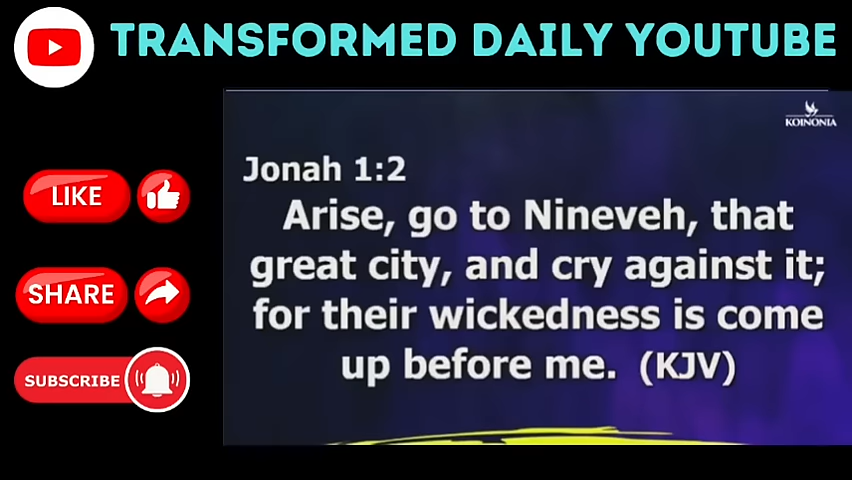 TRANSFORMED DAILY YOUTUBE
KOINONIA
LIKE
SHARE
SUBSCRIBE
Jonah 1:2
Arise, go to Nineveh, that
great city, and cry against it;
for their wickedness is come
up before me. (KJV)